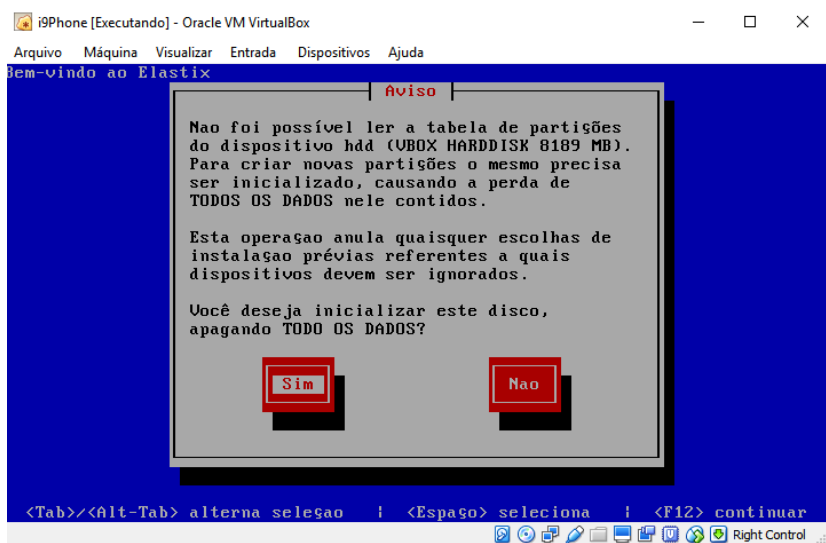 i9Phone [Executando] - Oracle VM VirtualBox
Arquivo Máquina Visualizar Entrada Dispositivos Ajuda
Bem-vindo ao Elastix
Aviso
Nao foi possível ler a tabela de partições
do dispositivo hdd (VBOX HARDDISK 8189 MB).
Para criar novas partições o mesmo precisa
ser inicializado, causando a perda de
TODOS OS DADOS nele contidos.
Esta operaçao anula quaisquer escolhas de
instalaçao prévias referentes a quais
dispositivos devem ser ignorados.
Você deseja inicializar este disco,
apagando TODO OS DADOS?
Sim Nao
<Tab>/<Alt-Tab> alterna seleçao | <Espaço> seleciona | <F12> continuar
Right Control